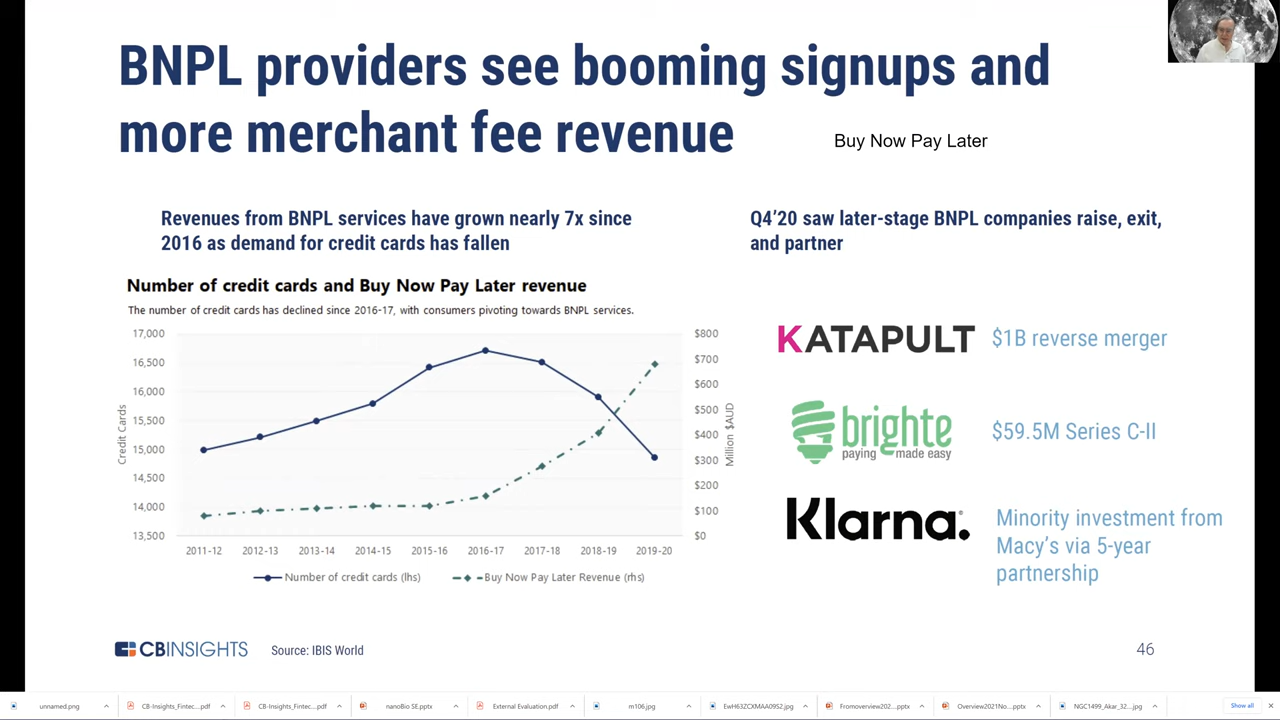 BNPL providers see booming signups and
more merchant fee revenue
Buy Now Pay Later
Revenues from BNPL services have grown nearly 7x since
2016 as demand for credit cards has fallen
Q4'20 saw later-stage BNPL companies raise, exit,
and partner
Number of credit cards and Buy Now Pay Later revenue
The number of credit cards has declined since 2016-17, with consumers pivoting towards BNPL services.
17,000
16,500
16,000
15,500
15,000
14,500
14,000
13,500
Credit Cards
$800
$700
$600
$500
$400
$300
$200
$100
$0
Million $AUD
2011-12 2012-13 2013-14 2014-15 2015-16 2016-17 2017-18 2018-19 2019-20
Number of credit cards (lhs) Buy Now Pay Later Revenue (rhs)
KATAPULT
$1B reverse merger
brighte
paying made easy
$59.5M Series C-II
Klarna.
Minority investment from
Macy's via 5-year
partnership
CBINSIGHTS
Source: IBIS World
46
unnamed.png CB-Insights_Fintec...pdf CB-Insights_Fintec...pdf nanoBio SE.pptx External Evaluation.pdf m106.jpg EwH63ZCXMAA09S2.jpg Fromoverview202...pptx Overview2021No...pptx NGC1499_Akar_32...jpg Show all